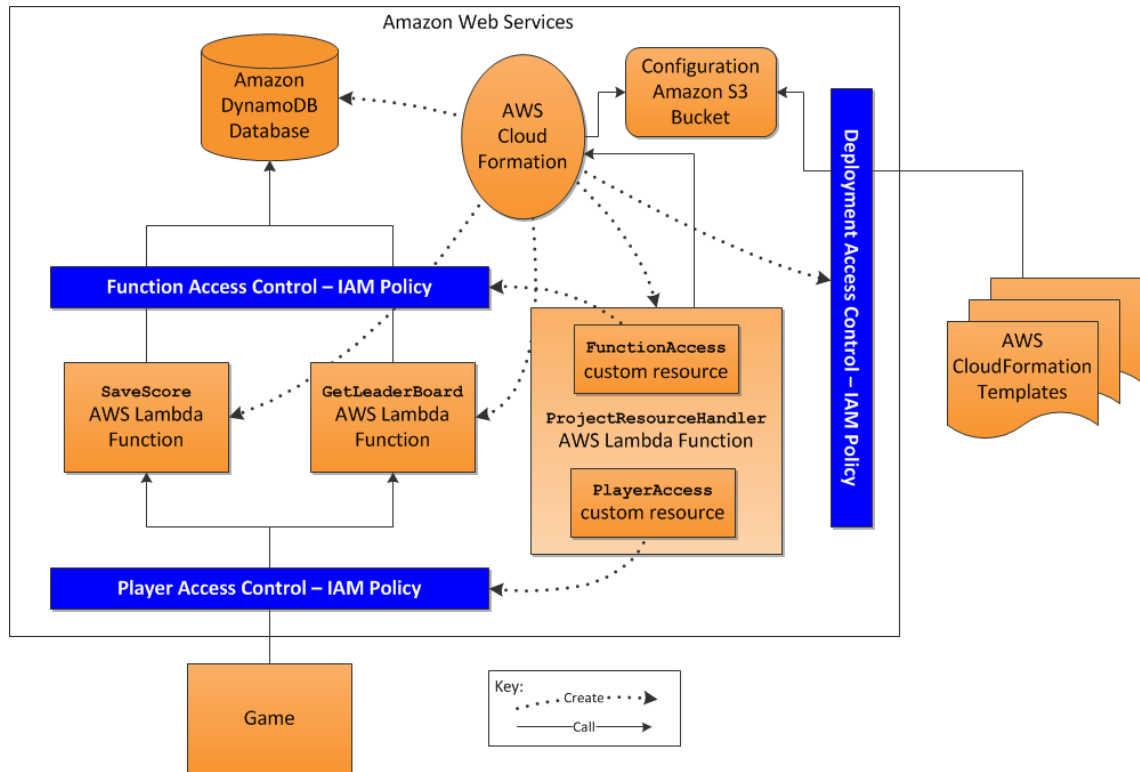 Amazon Web Services
Amazon
DynamoDB
Database
AWS
Cloud
Formation
Configuration
Amazon S3
Bucket
Deployment Access Control – IAM Policy
Function Access Control – IAM Policy
SaveScore
AWS Lambda
Function
GetLeaderBoard
AWS Lambda
Function
FunctionAccess
custom resource
ProjectResourceHandler
AWS Lambda Function
PlayerAccess
custom resource
AWS
CloudFormation
Templates
Player Access Control – IAM Policy
Game
Key:
Create
Call